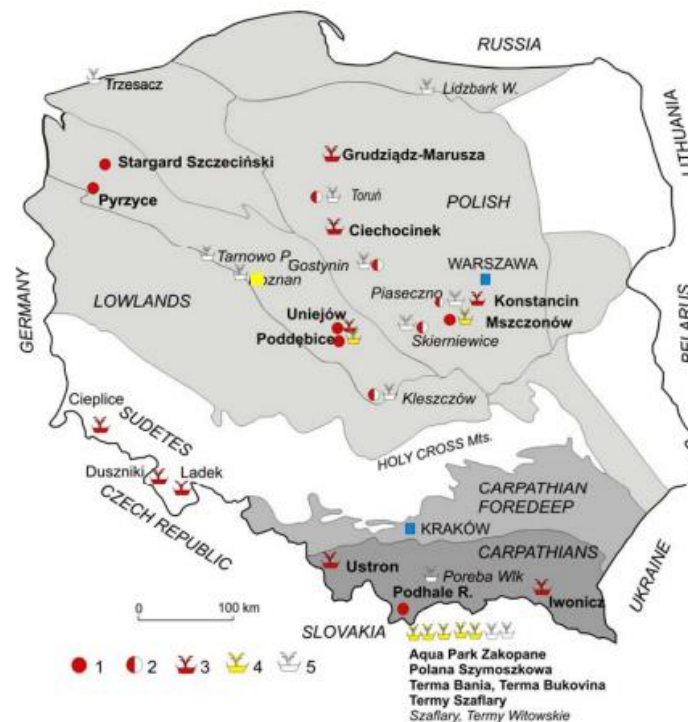 RUSSIA
Trzesacz
Lidzbark W.
LITHUANIA
Grudziądz-Marusza
Stargard Szczeciński
Pyrzyce
Toruń
POLISH
Ciechocinek
Tarnowo P.
Gostynin
WARSZAWA
oznan
Piaseczno
Konstancin
LOWLANDS
GERMANY
BELARUS
Uniejów
Mszczonów
Poddębice
Skierniewice
Kleszczów
Cieplice
SUDETES
HOLY CROSS Mts.
Duszniki
Ladek
CZECH REPUBLIC
CARPATHIAN
FOREDEEP
KRAKÓW
CARPATHIANS
UKRAINE
Ustron
Poreba Wlk
Podhale R.
Iwonicz
0 100 km
SLOVAKIA
1 2 3 4 5
Aqua Park Zakopane
Polana Szymoszkowa
Terma Bania, Terma Bukovina
Termy Szaflary
Szaflary, Termy Witowskie